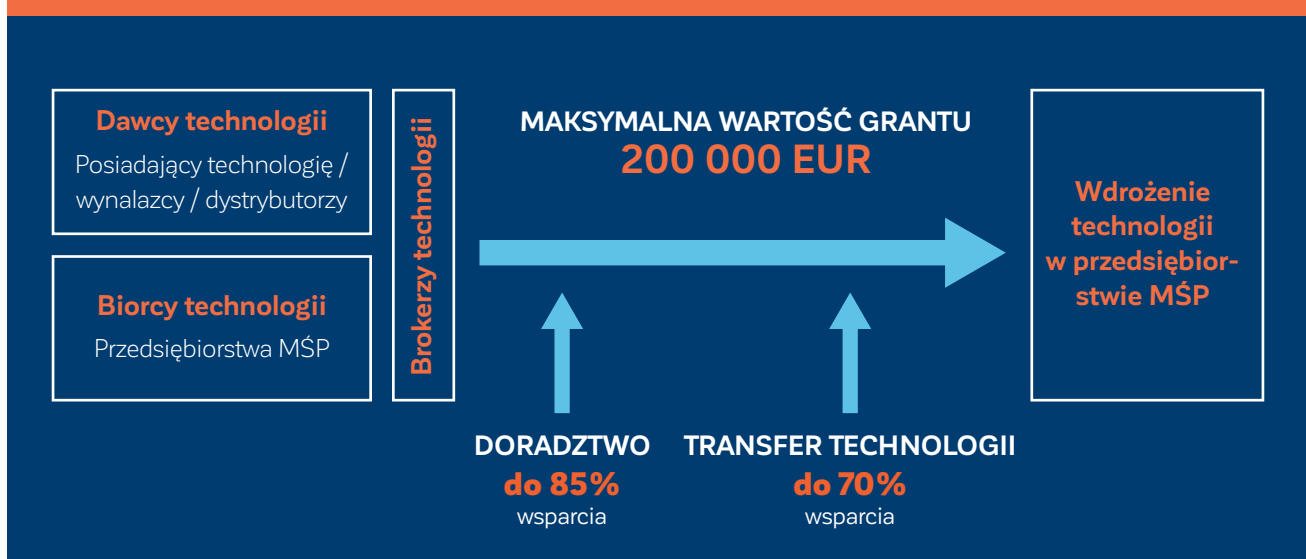 Dawcy technologii
Posiadający technologię /
wynalazcy / dystrybutorzy
Biorcy technologii
Przedsiębiorstwa MŚP
Brokerzy technologii
MAKSYMALNA WARTOŚĆ GRANTU
200 000 EUR
DORADZTWO
do 85%
wsparcia
TRANSFER TECHNOLOGII
do 70%
wsparcia
Wdrożenie
technologii
w przedsiębior-
stwie MŚP